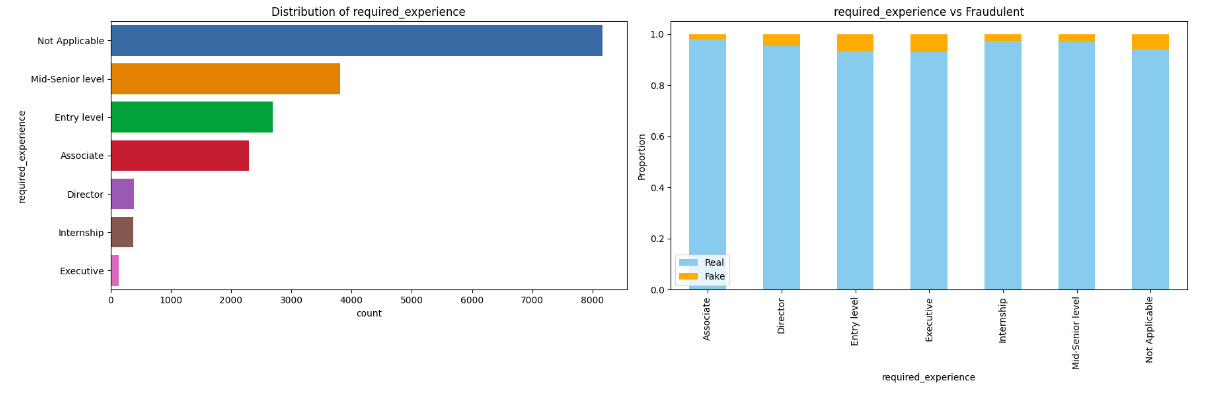 Distribution of required_experience
required_experience
Not Applicable
Mid-Senior level
Entry level
Associate
Director
Internship
Executive
0 1000 2000 3000 4000 5000 6000 7000 8000
count
required_experience vs Fraudulent
Proportion
1.0
0.8
0.6
0.4
0.2
0.0
Real
Fake
Associate
Director
Entry level
Executive
Internship
Mid-Senior level
Not Applicable
required_experience